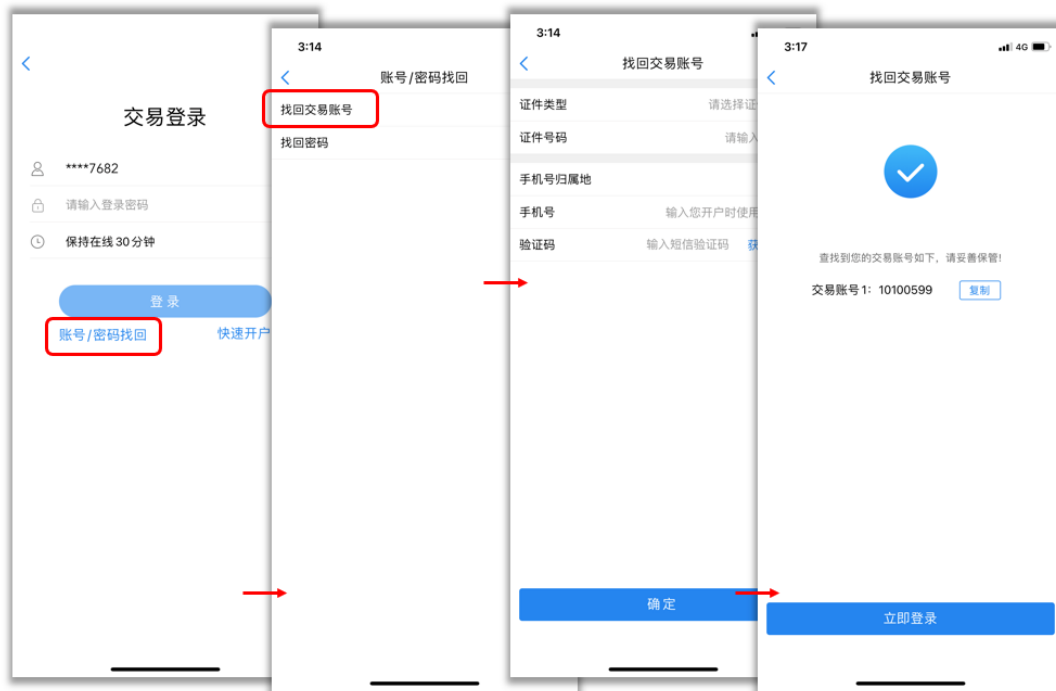 交易登录
****7682
请输入登录密码
保持在线30分钟
登录
账号/密码找回
快速开户
3:14
账号/密码找回
找回交易账号
找回密码
3:14
找回交易账号
证件类型
请选择证
证件号码
请输入
手机号归属地
手机号
输入您开户时使用
验证码
输入短信验证码
获
确定
3:17
4G
找回交易账号
查找到您的交易账号如下，请妥善保管!
交易账号1: 10100599
复制
立即登录